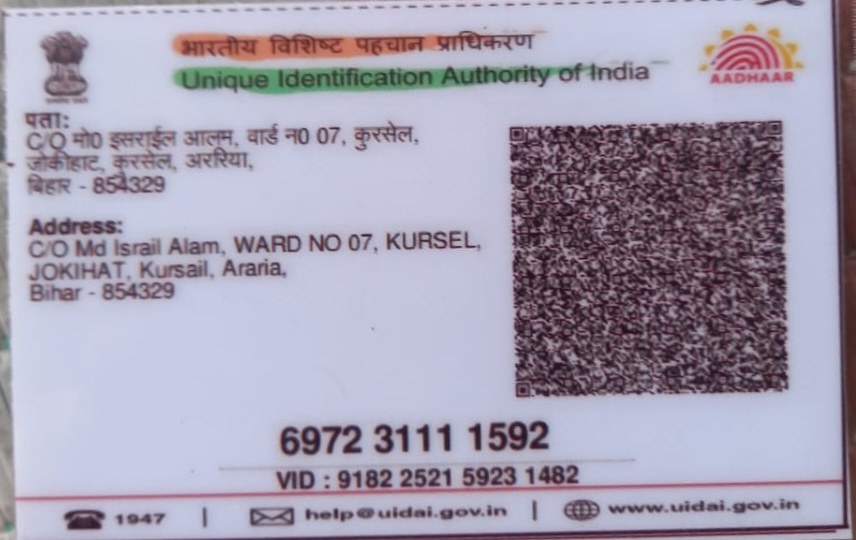 भारतीय विशिष्ट पहचान प्राधिकरण
Unique Identification Authority of India
AADHAAR
पता:
C/O मो0 इसराईल आलम, वार्ड न0 07, कुरसेल,
जोकीहाट, कुरसेल, अररिया,
बिहार - 854329
Address:
C/O Md Israil Alam, WARD NO 07, KURSEL,
JOKIHAT, Kursail, Araria,
Bihar - 854329
6972 3111 1592
VID : 9182 2521 5923 1482
1947 | help@uidai.gov.in | www.uidai.gov.in